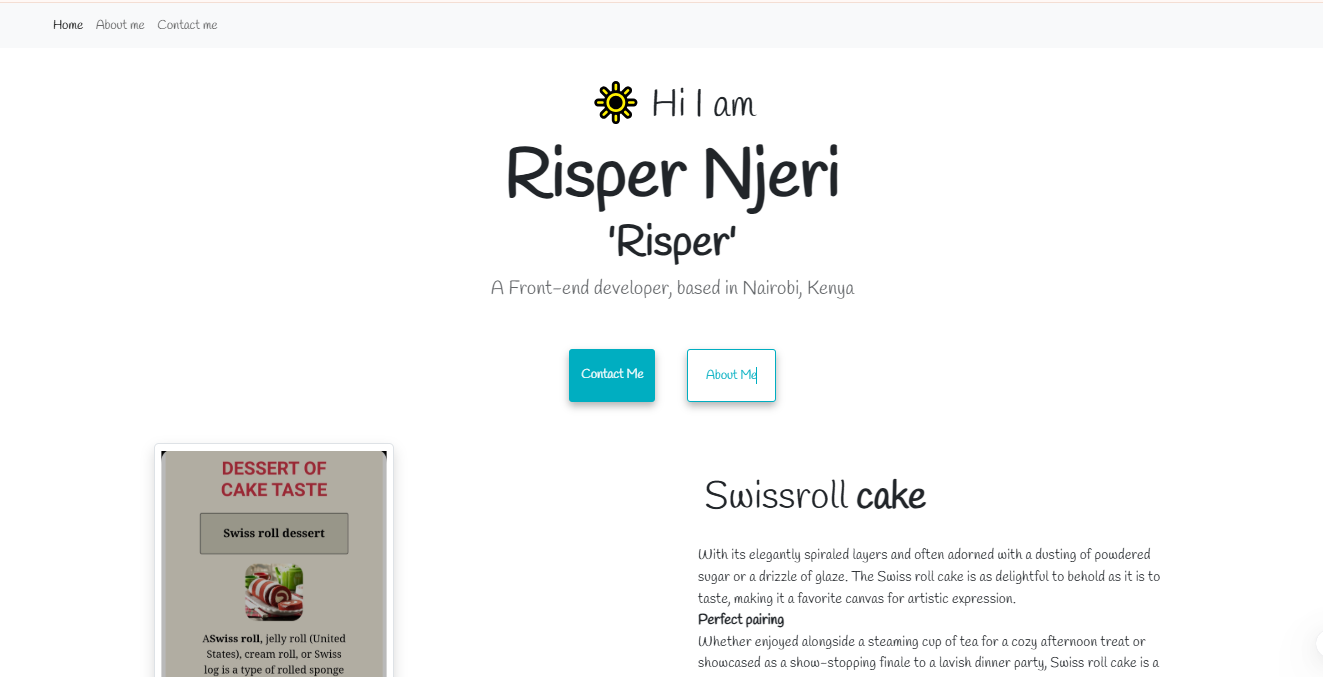 Home About me Contact me
Hi I am
Risper Njeri
'Risper'
A Front-end developer, based in Nairobi, Kenya
Contact Me
About Me
DESSERT OF
CAKE TASTE
Swiss roll dessert
ASwiss roll, jelly roll (United
States), cream roll, or Swiss
log is a type of rolled sponge
Swissroll cake
With its elegantly spiraled layers and often adorned with a dusting of powdered
sugar or a drizzle of glaze. The Swiss roll cake is as delightful to behold as it is to
taste, making it a favorite canvas for artistic expression.
Perfect pairing
Whether enjoyed alongside a steaming cup of tea for a cozy afternoon treat or
showcased as a show-stopping finale to a lavish dinner party, Swiss roll cake is a